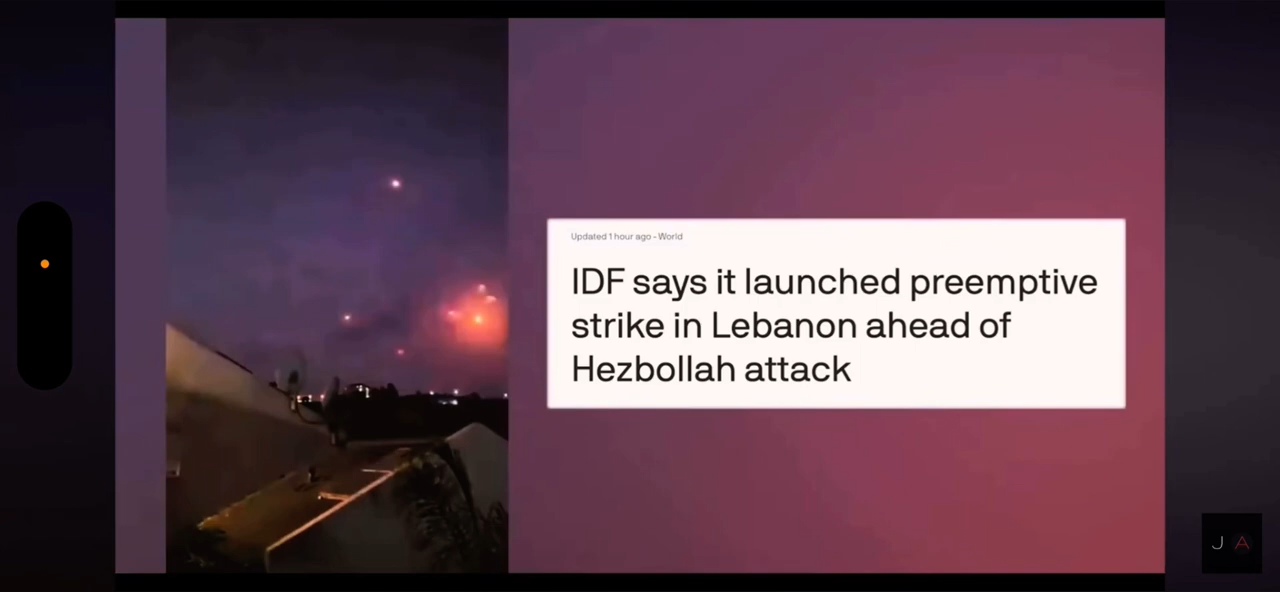 Updated 1 hour ago - World
IDF says it launched preemptive
strike in Lebanon ahead of
Hezbollah attack
J A